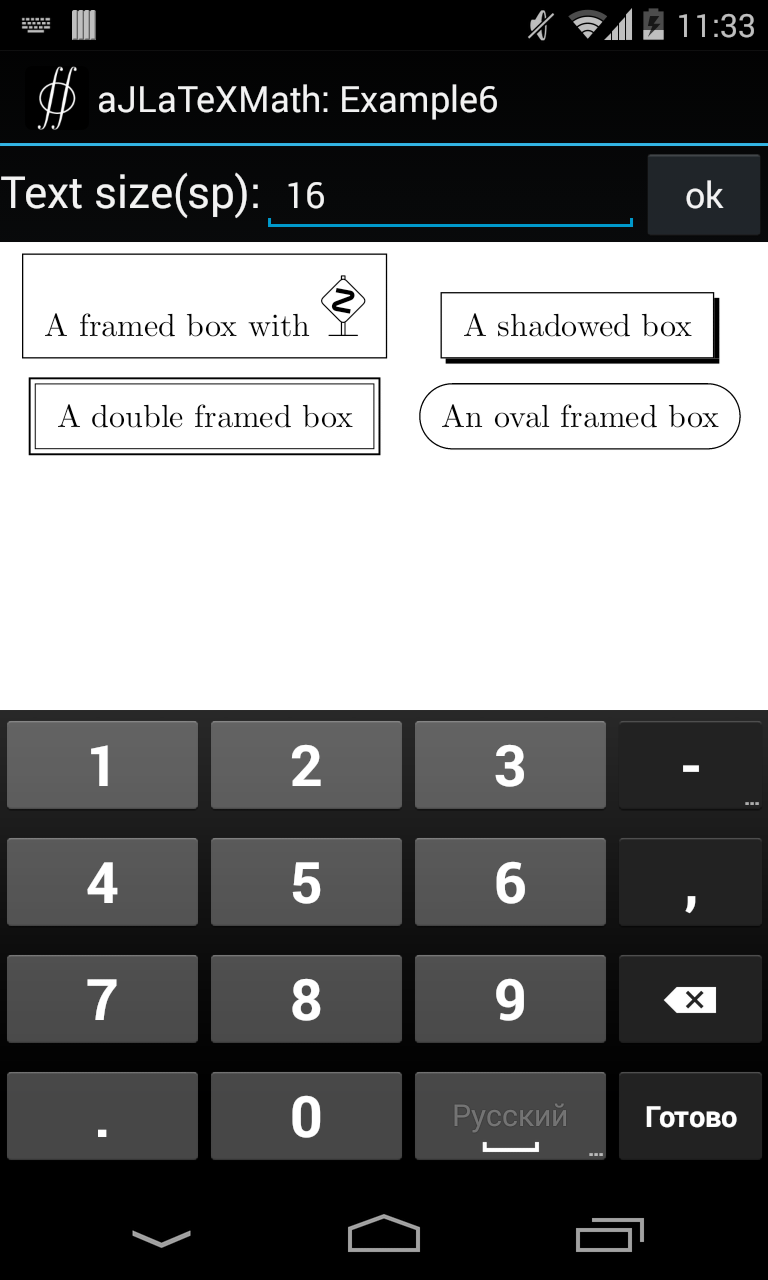 11:33
aJLaTeXMath: Example6
Text size(sp): 16 ok
A framed box with A shadowed box
A double framed box An oval framed box
1 2 3 -
4 5 6 ,
7 8 9
. 0 Русский Готово